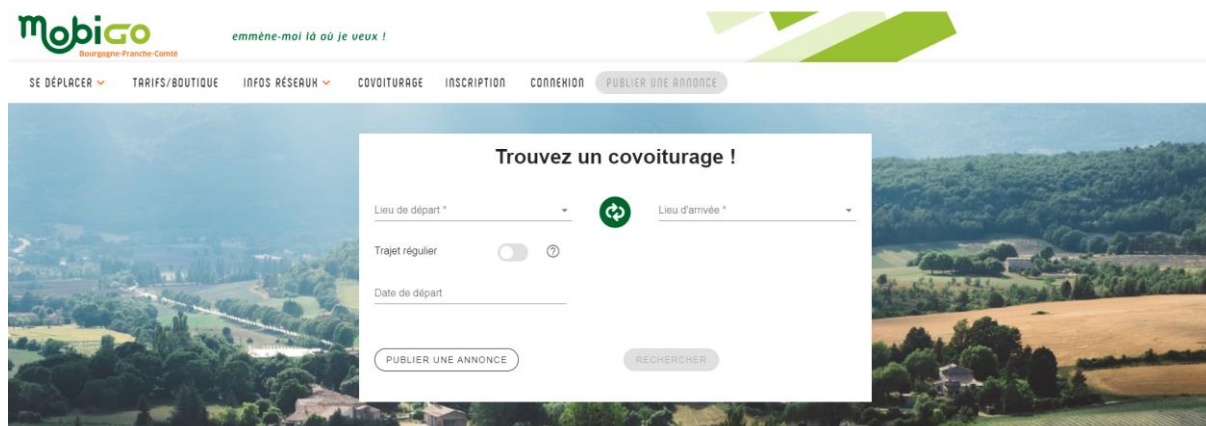 mobiGO
Bourgogne-Franche-Comté
emmène-moi là où je veux !
SE DÉPLACER
TARIFS/BOUTIQUE
INFOS RÉSEAUX
COVOITURAGE
INSCRIPTION
CONNEXION
PUBLIER UNE ANNONCE
Trouvez un covoiturage !
Lieu de départ *
Lieu d'arrivée *
Trajet régulier
?
Date de départ
PUBLIER UNE ANNONCE
RECHERCHER